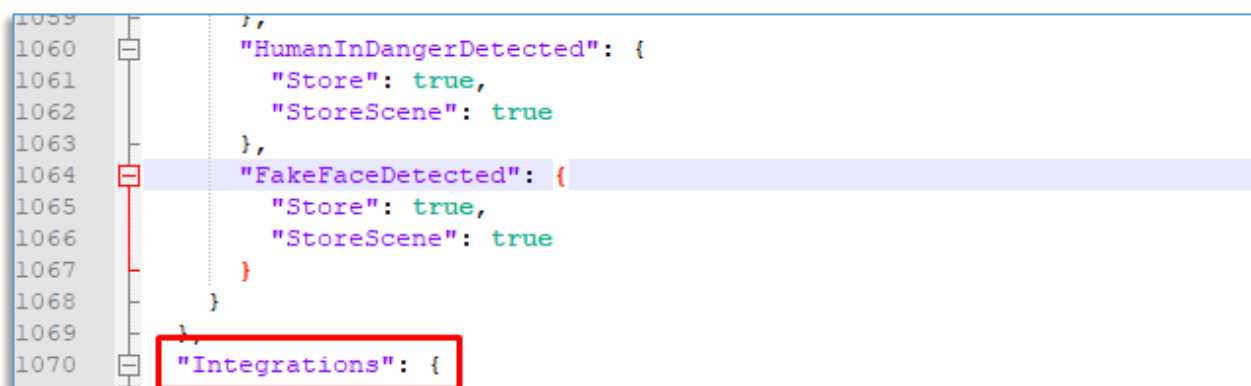 1059 },
1060 "HumanInDangerDetected": {
1061 "Store": true,
1062 "StoreScene": true
1063 },
1064 "FakeFaceDetected": {
1065 "Store": true,
1066 "StoreScene": true
1067 }
1068 }
1069 },
1070 "Integrations": {